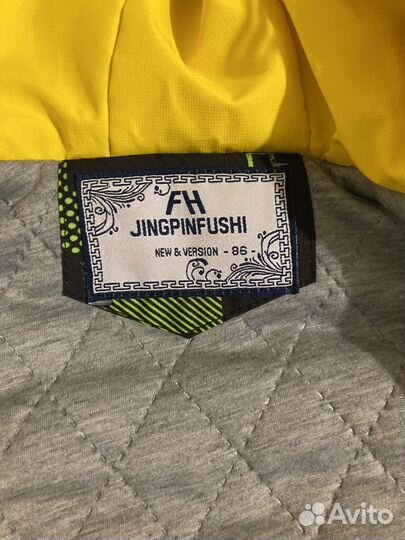 FH
JINGPINFUSHI
NEW & VERSION - 86 -
Avito